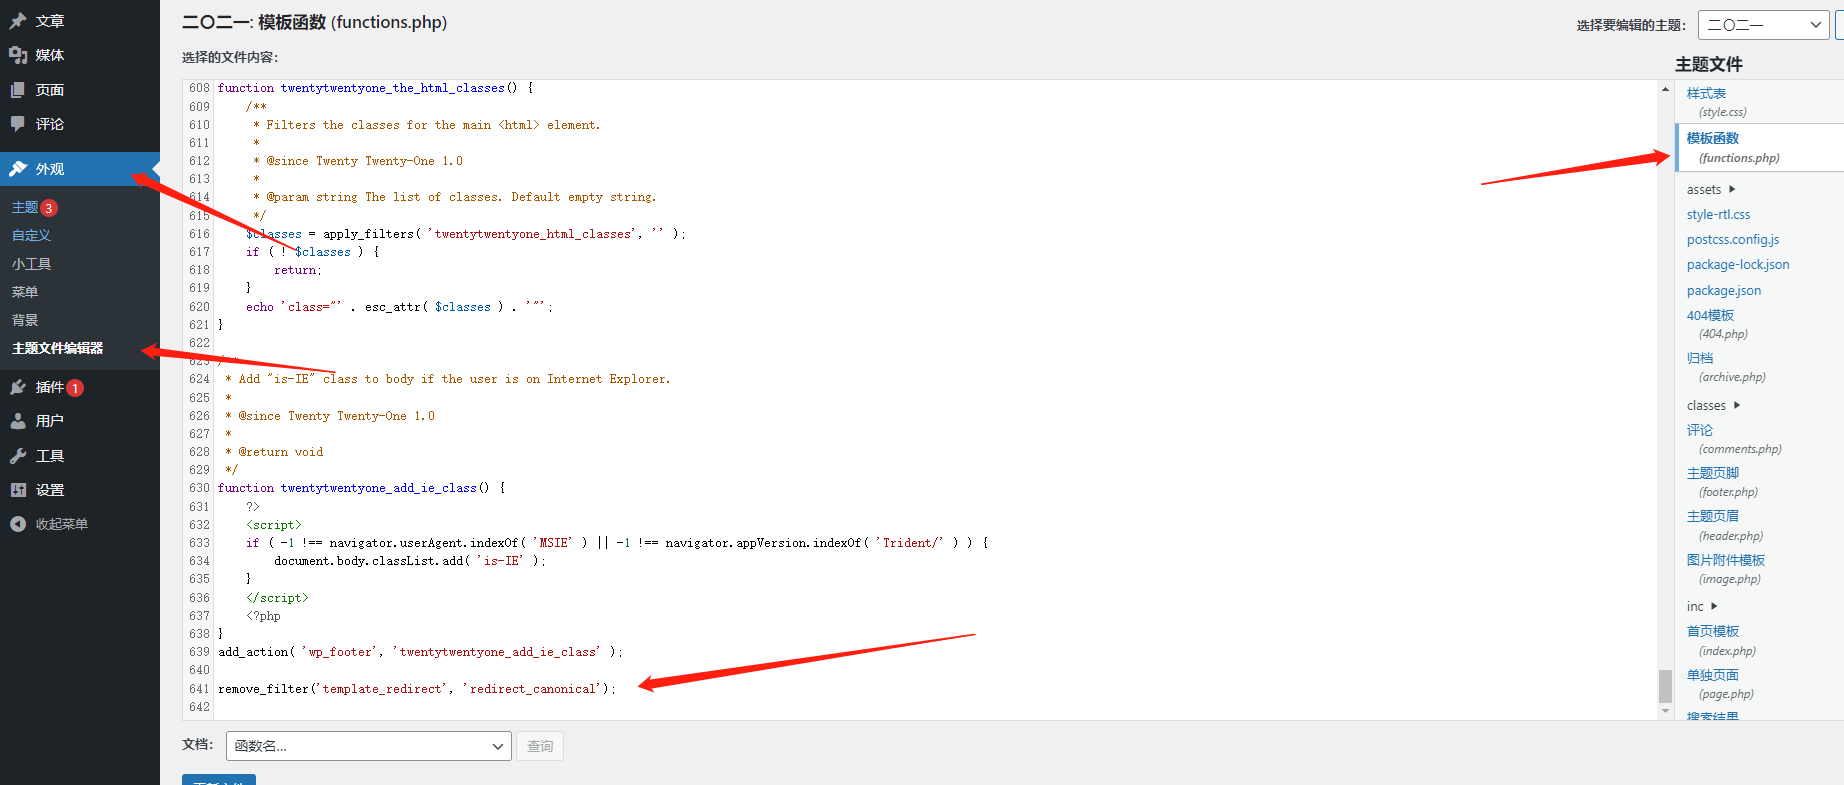 文章
媒体
页面
评论
外观
主题 3
自定义
小工具
菜单
背景
主题文件编辑器
插件 1
用户
工具
设置
收起菜单
二〇二一: 模板函数 (functions.php)
选择要编辑的主题:
二〇二一
选择的文件内容:
608 function twentytwentyone_the_html_classes() {
609 /**
610 * Filters the classes for the main <html> element.
611 *
612 * @since Twenty Twenty-One 1.0
613 *
614 * @param string The list of classes. Default empty string.
615 */
616 $classes = apply_filters( 'twentytwentyone_html_classes', '' );
617 if ( ! $classes ) {
618 return;
619 }
620 echo 'class="' . esc_attr( $classes ) . '"';
621 }
622
623
624 * Add "is-IE" class to body if the user is on Internet Explorer.
625 *
626 * @since Twenty Twenty-One 1.0
627 *
628 * @return void
629 */
630 function twentytwentyone_add_ie_class() {
631 ?>
632 <script>
633 if ( -1 !== navigator.userAgent.indexOf( 'MSIE' ) || -1 !== navigator.appVersion.indexOf( 'Trident/' ) ) {
634 document.body.classList.add( 'is-IE' );
635 }
636 </script>
637 <?php
638 }
639 add_action( 'wp_footer', 'twentytwentyone_add_ie_class' );
640
641 remove_filter('template_redirect', 'redirect_canonical');
642
文档:
函数名...
查询
主题文件
样式表
(style.css)
模板函数
(functions.php)
assets
style-rtl.css
postcss.config.js
package-lock.json
package.json
404模板
(404.php)
归档
(archive.php)
classes
评论
(comments.php)
主题页脚
(footer.php)
主题页眉
(header.php)
图片附件模板
(image.php)
inc
首页模板
(index.php)
单独页面
(page.php)
搜索结果